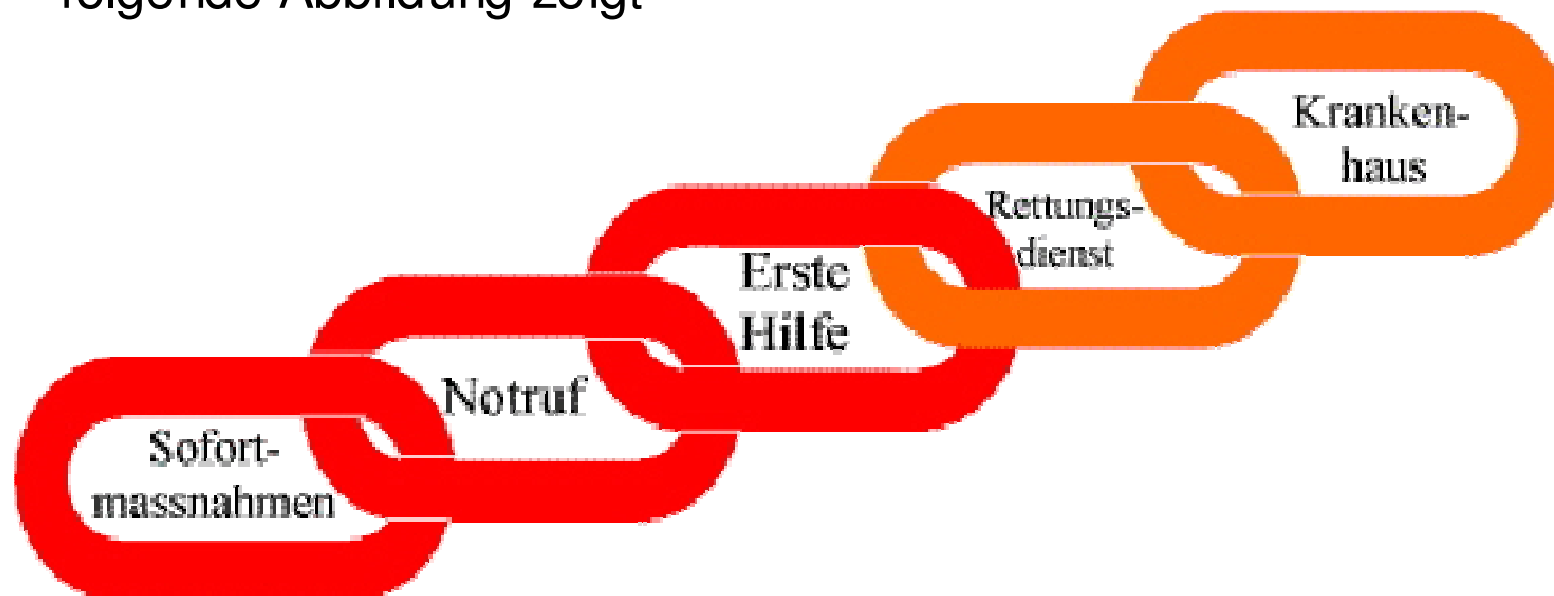 folgende Abbildung zeigt
Kranken-
haus
Rettungs-
dienst
Erste
Hilfe
Notruf
Sofort-
massnahmen